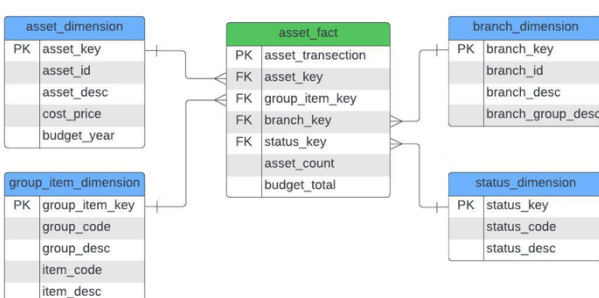 asset_dimension
PK asset_key
asset_id
asset_desc
cost_price
budget_year
group_item_dimension
PK group_item_key
group_code
group_desc
item_code
item_desc
asset_fact
PK asset_transection
FK asset_key
FK group_item_key
FK branch_key
FK status_key
asset_count
budget_total
branch_dimension
PK branch_key
branch_id
branch_desc
branch_group_desc
status_dimension
PK status_key
status_code
status_desc